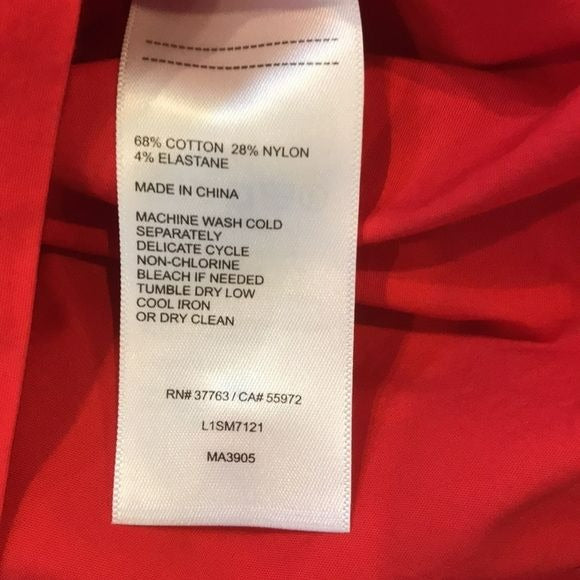 68% COTTON 28% NYLON
4% ELASTANE
MADE IN CHINA
MACHINE WASH COLD
SEPARATELY
DELICATE CYCLE
NON-CHLORINE
BLEACH IF NEEDED
TUMBLE DRY LOW
COOL IRON
OR DRY CLEAN
RN# 37763 / CA# 55972
L1SM7121
MA3905